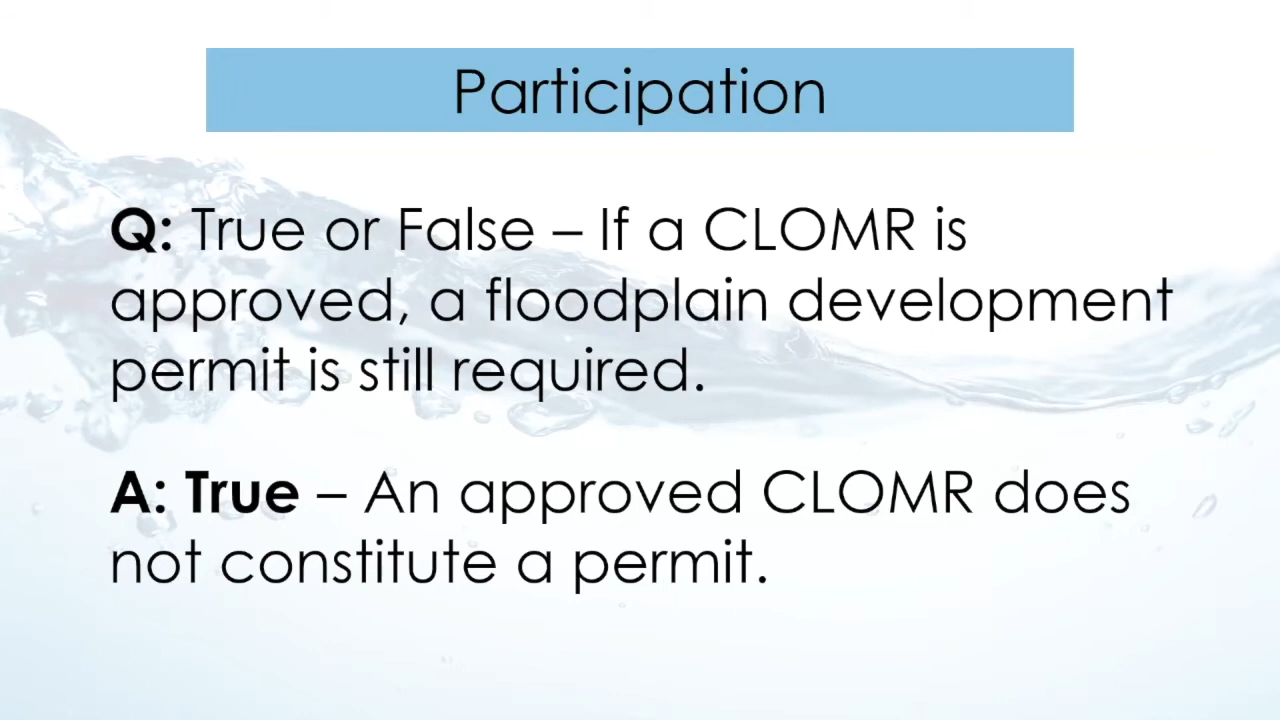 Participation
Q: True or False – If a CLOMR is
approved, a floodplain development
permit is still required.
A: True – An approved CLOMR does
not constitute a permit.